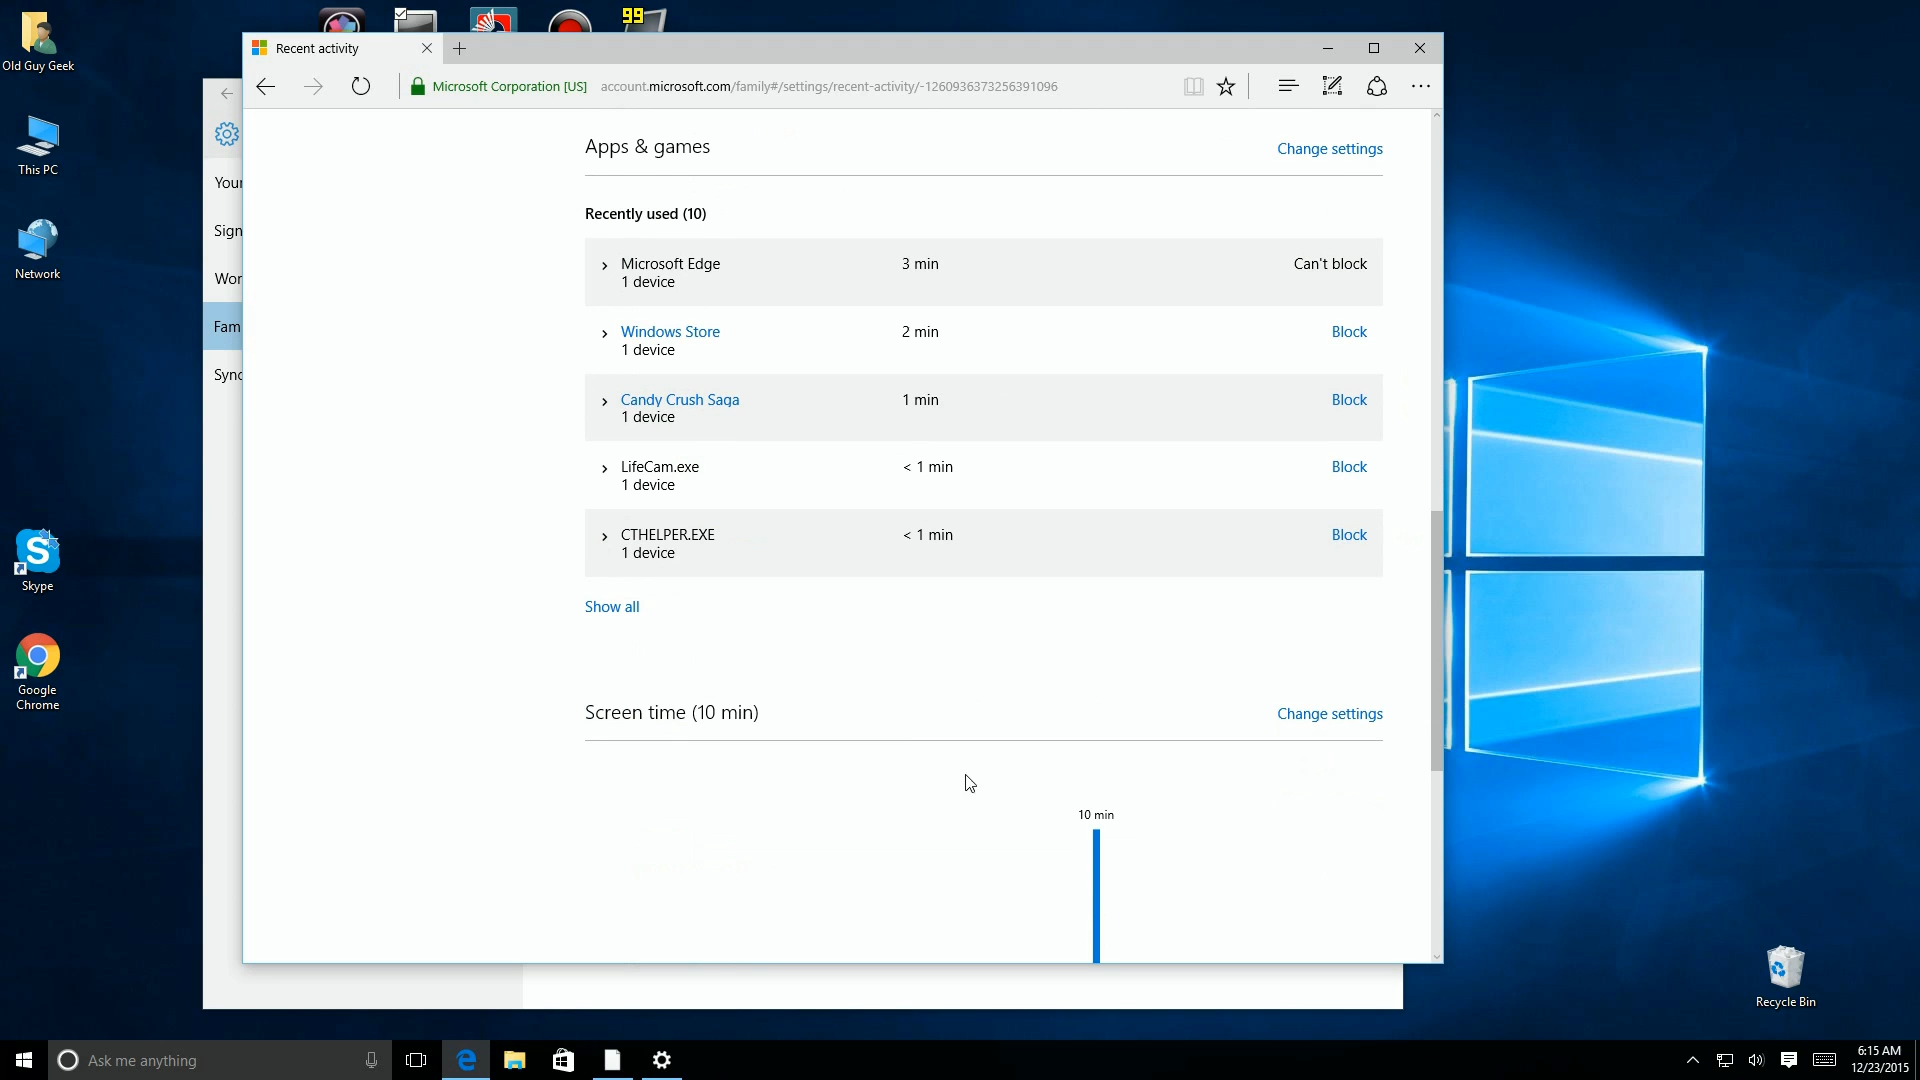 99
Old Guy Geek
This PC
Network
Skype
Google
Chrome
Recent activity
Microsoft Corporation [US] account.microsoft.com/family#/settings/recent-activity/-1260936373256391096
Your
Sign
Wor
Fam
Sync
Apps & games Change settings
Recently used (10)
Microsoft Edge 3 min Can't block
1 device
Windows Store 2 min Block
1 device
Candy Crush Saga 1 min Block
1 device
LifeCam.exe < 1 min Block
1 device
CTHELPER.EXE < 1 min Block
1 device
Show all
Screen time (10 min) Change settings
10 min
Recycle Bin
Ask me anything
6:15 AM
12/23/2015